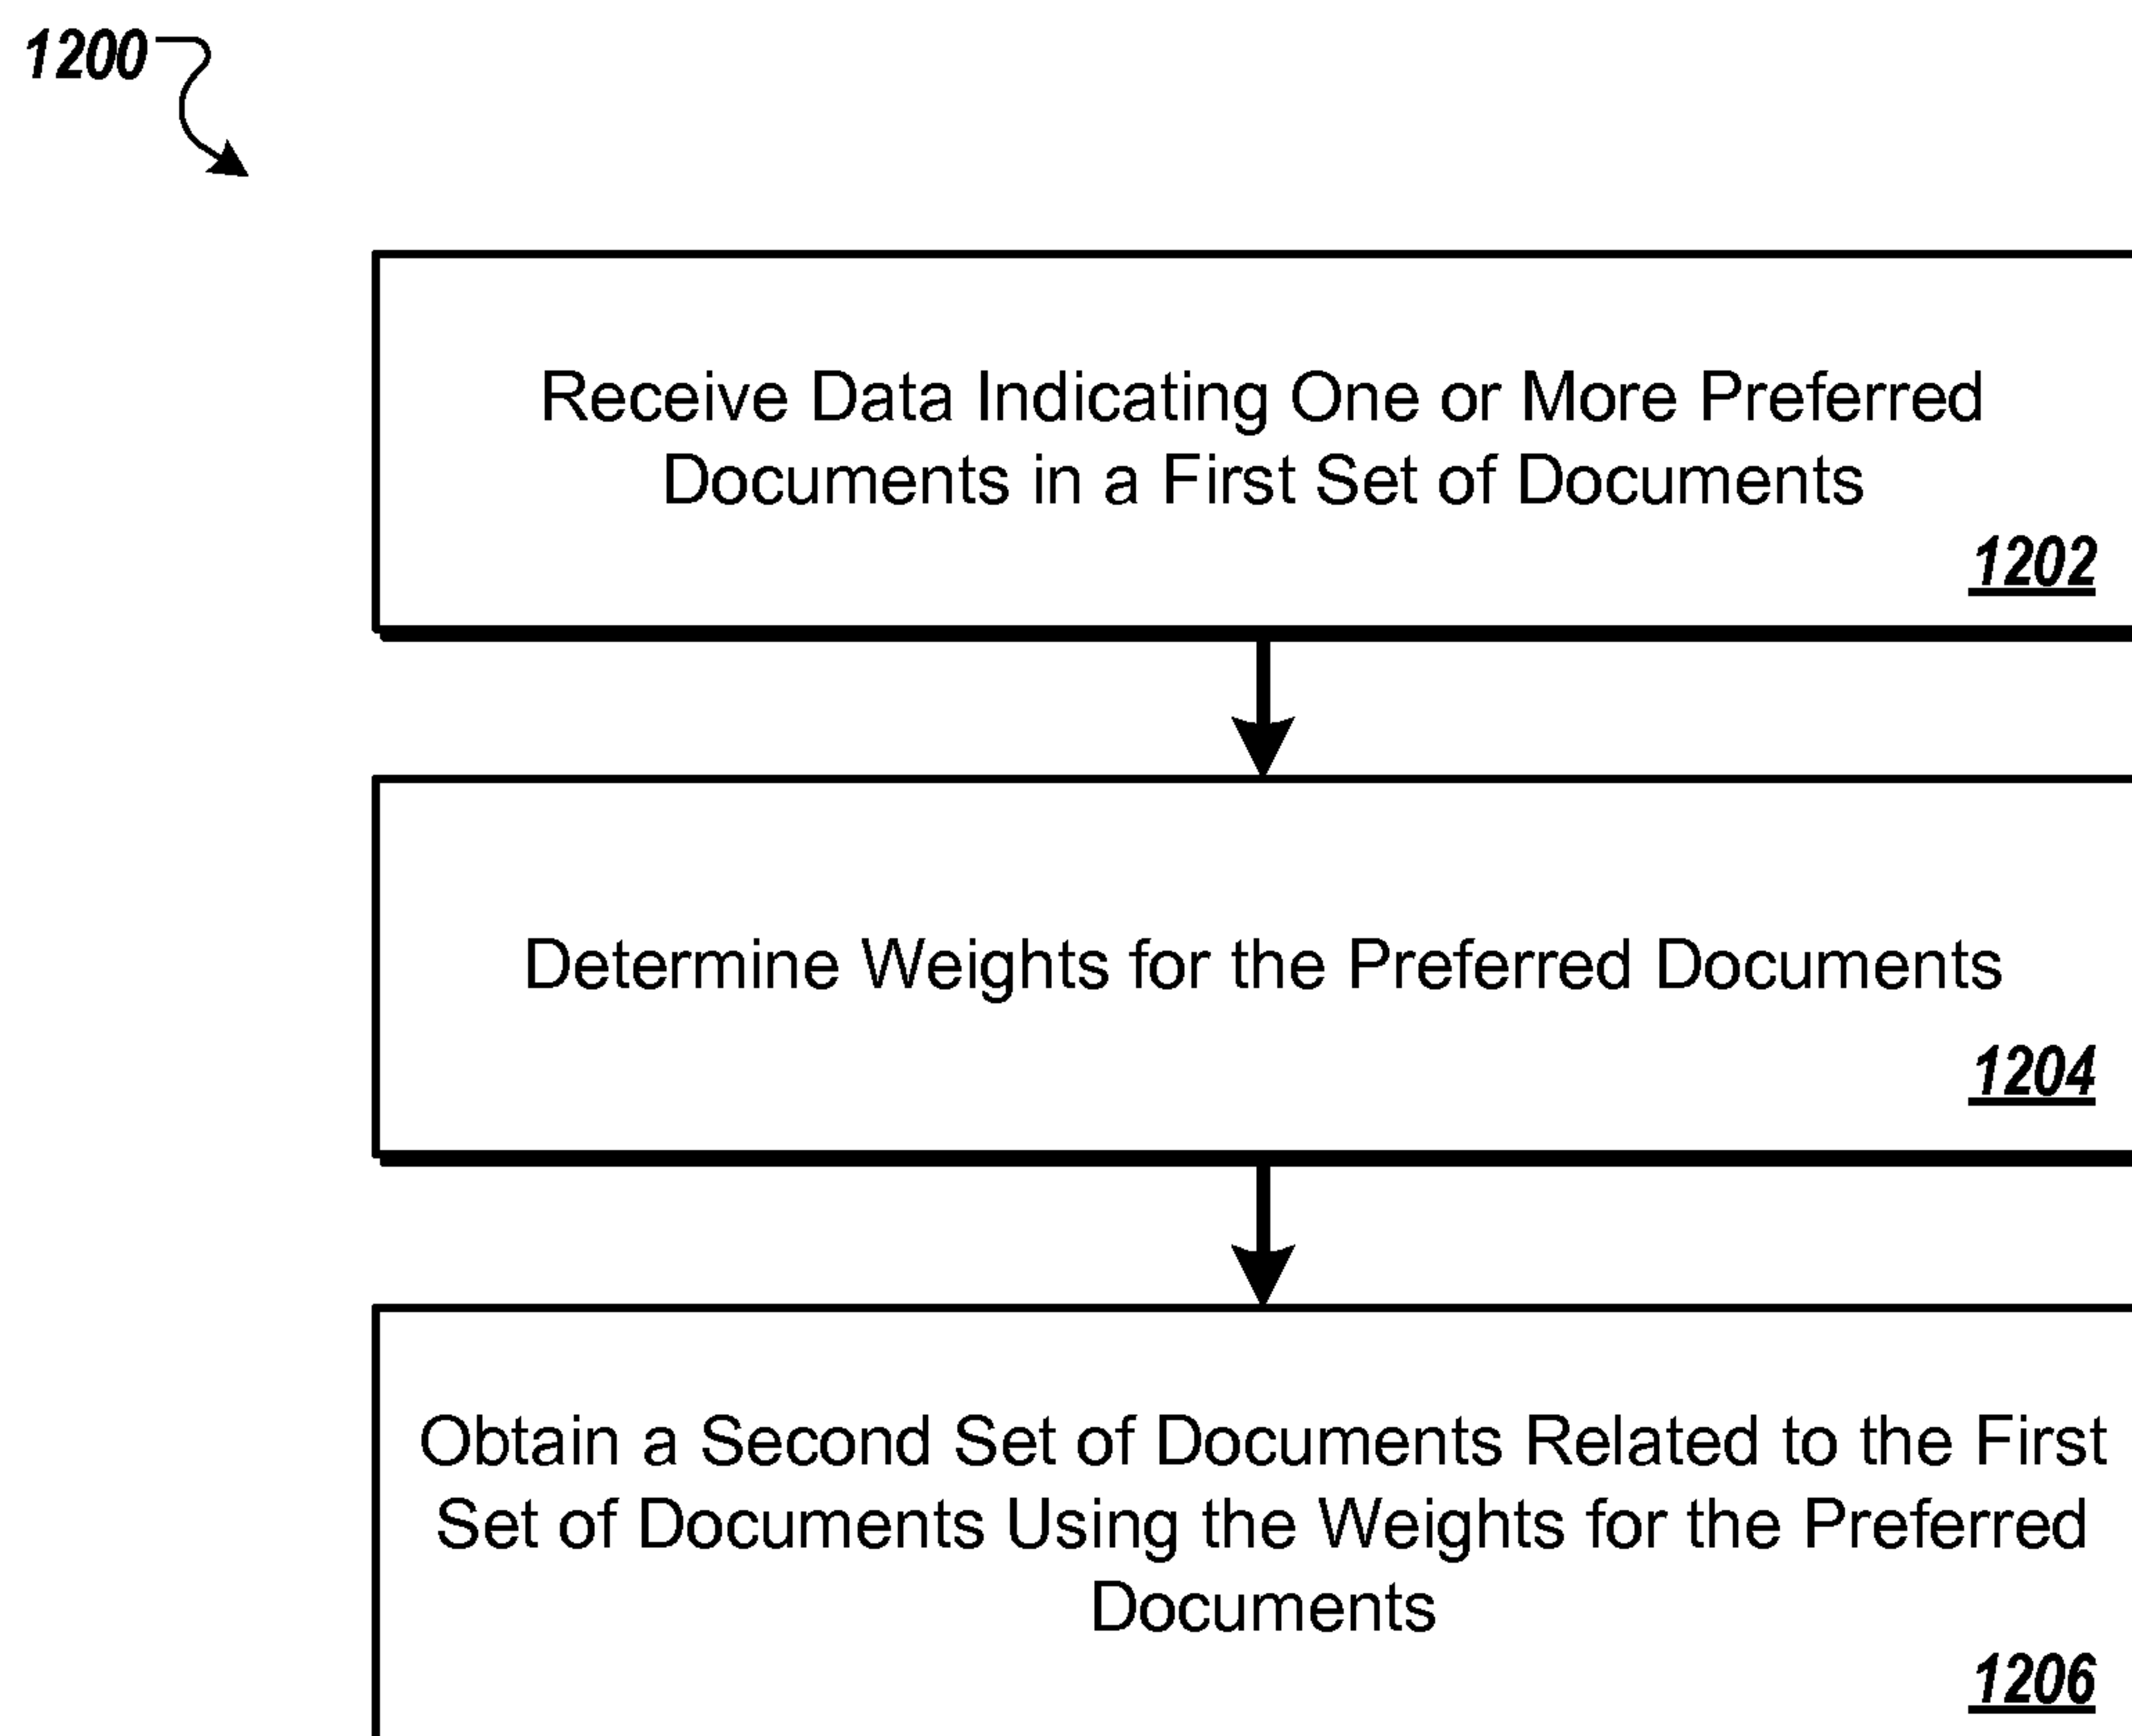 1200
Receive Data Indicating One or More Preferred
Documents in a First Set of Documents
1202
Determine Weights for the Preferred Documents
1204
Obtain a Second Set of Documents Related to the First
Set of Documents Using the Weights for the Preferred
Documents
1206